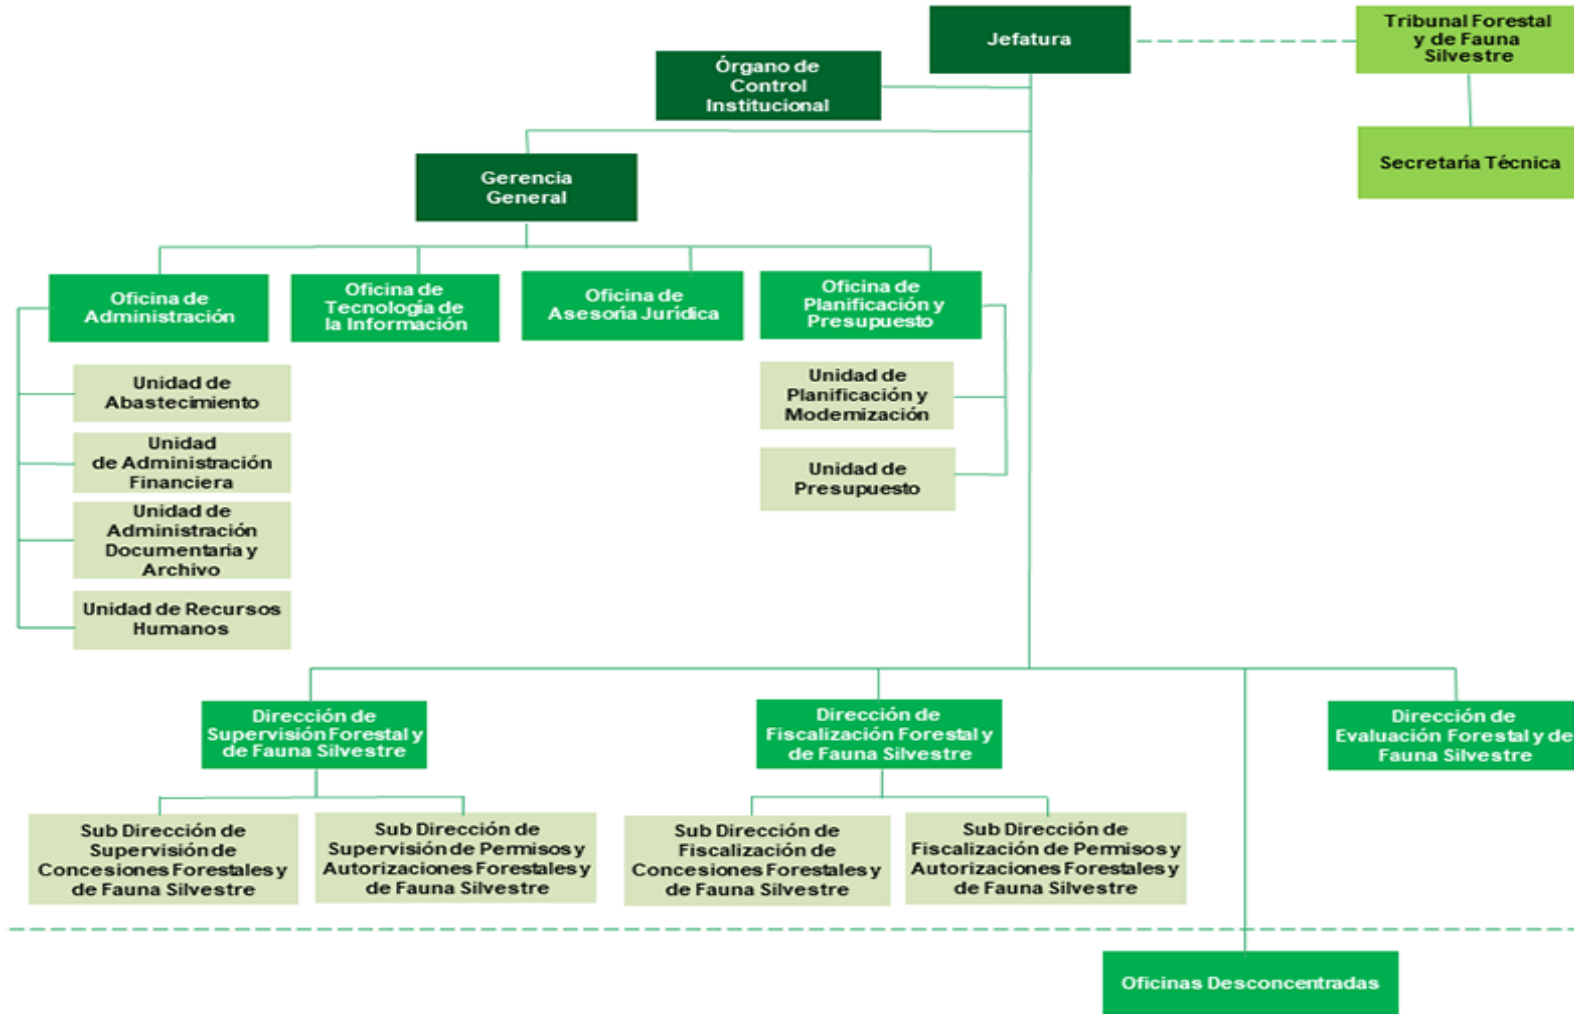 Jefatura
Tribunal Forestal
y de Fauna
Silvestre
Órgano de
Control
Institucional
Secretaría Técnica
Gerencia
General
Oficina de
Administración
Oficina de
Tecnología de
la Información
Oficina de
Asesoría Jurídica
Oficina de
Planificación y
Presupuesto
Unidad de
Abastecimiento
Unidad
de Administración
Financiera
Unidad de
Administración
Documentaria y
Archivo
Unidad de Recursos
Humanos
Unidad de
Planificación y
Modernización
Unidad de
Presupuesto
Dirección de
Supervisión Forestal y
de Fauna Silvestre
Dirección de
Fiscalización Forestal y
de Fauna Silvestre
Dirección de
Evaluación Forestal y de
Fauna Silvestre
Sub Dirección de
Supervisión de
Concesiones Forestales y
de Fauna Silvestre
Sub Dirección de
Supervisión de Permisos y
Autorizaciones Forestales y
de Fauna Silvestre
Sub Dirección de
Fiscalización de
Concesiones Forestales y
de Fauna Silvestre
Sub Dirección de
Fiscalización de Permisos y
Autorizaciones Forestales y
de Fauna Silvestre
Oficinas Desconcentradas